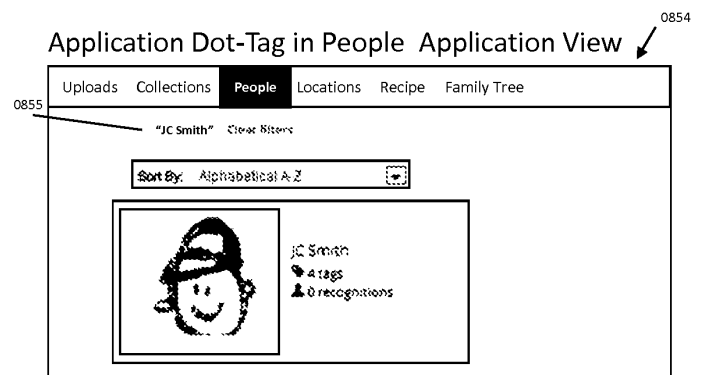 0854
Application Dot-Tag in People Application View
Uploads Collections People Locations Recipe Family Tree
0855
"JC Smith" Clear filters
Sort By: Alphabetical A-Z
JC Smith
4 tags
0 recognitions